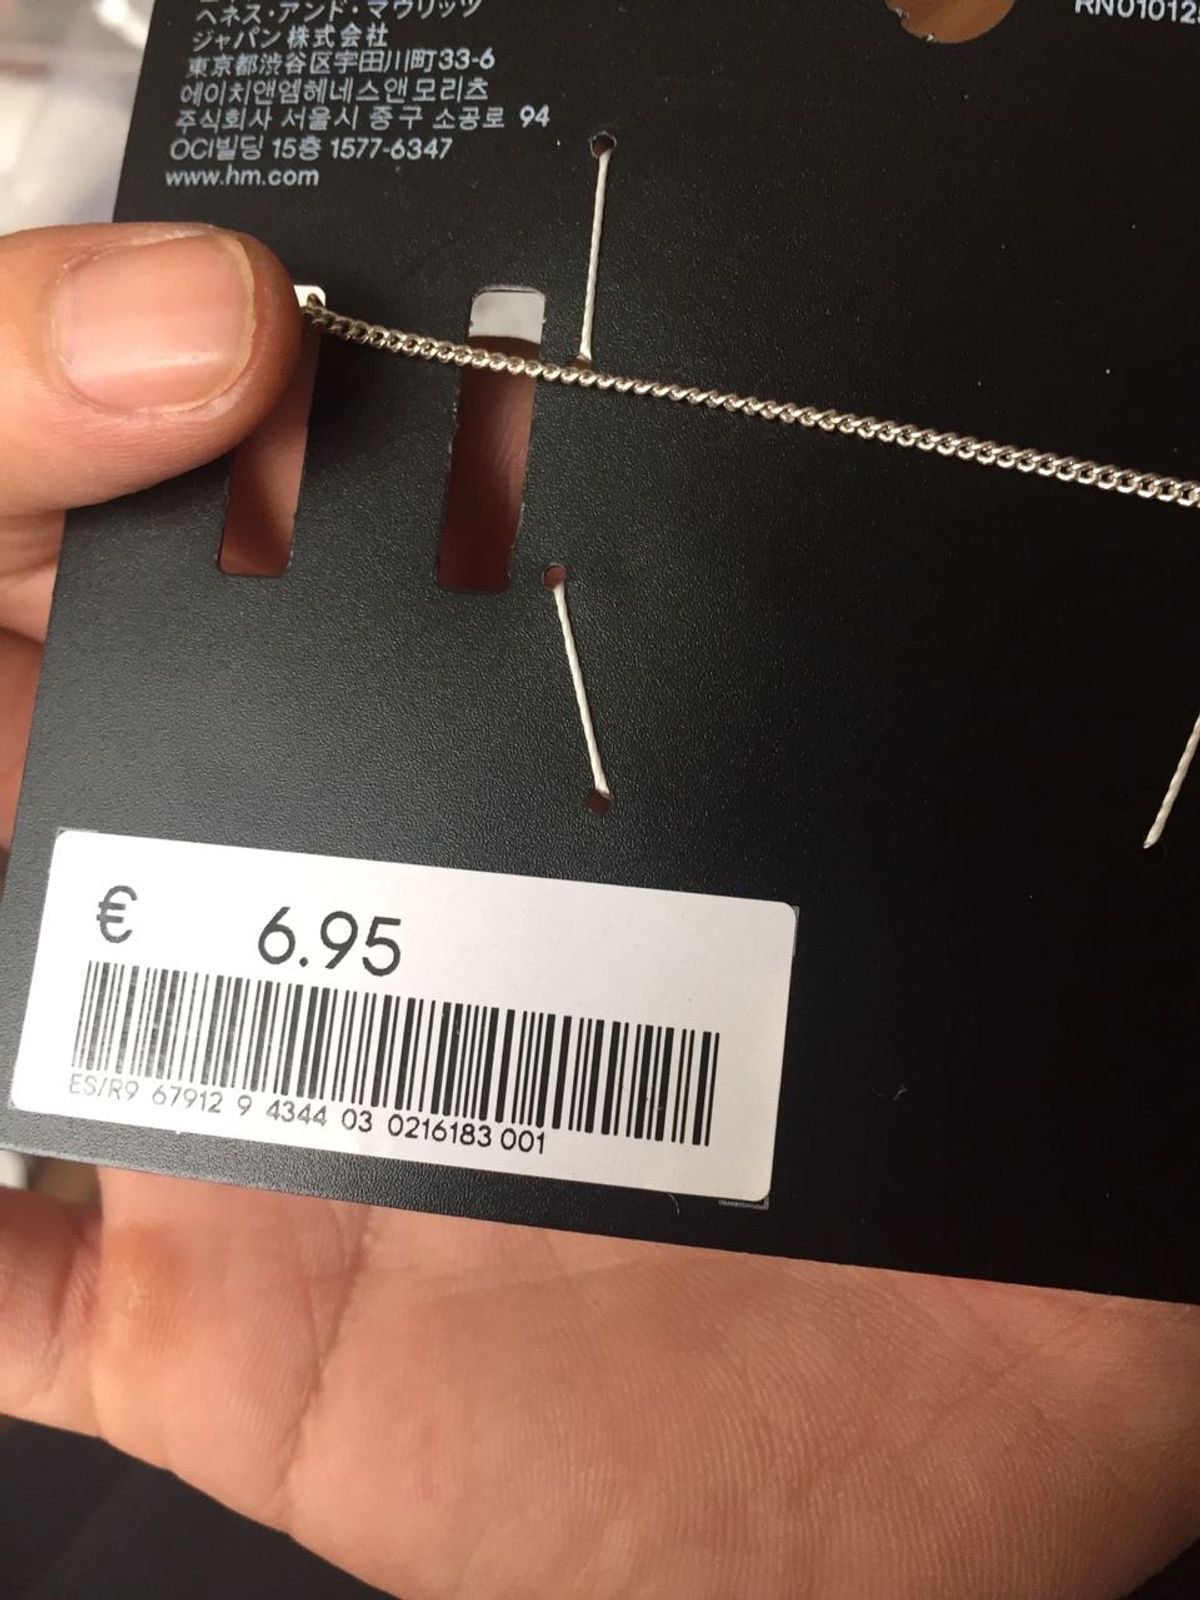 ヘネス・アンド・マウリッツ
ジャパン株式会社
東京都渋谷区宇田川町33-6
에이치앤엠헤네스앤모리츠
주식회사 서울시 중구 소공로 94
OCI빌딩 15층 1577-6347
www.hm.com
€ 6.95
ES/R9 67912 9 4344 03 0216183 001